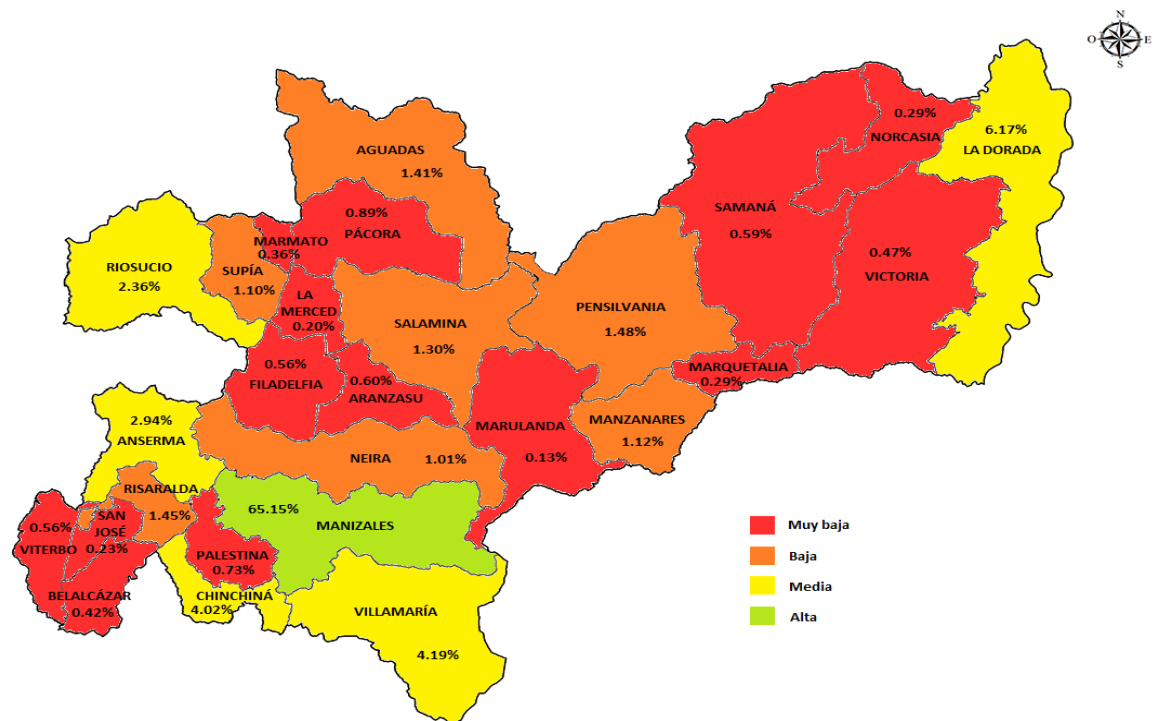 N
O
E
S
0.29%
NORCASIA
6.17%
LA DORADA
AGUADAS
1.41%
SAMANÁ
0.59%
0.89%
PÁCORA
MARMATO
0.36%
0.47%
VICTORIA
RIOSUCIO
2.36%
SUPÍA
1.10%
LA
MERCED
0.20%
PENSILVANIA
1.48%
SALAMINA
1.30%
0.56%
FILADELFIA
0.60%
ARANZASU
MARQUETALIA
0.29%
2.94%
ANSERMA
MARULANDA
0.13%
MANZANARES
1.12%
NEIRA
1.01%
RISARALDA
1.45%
65.15%
MANIZALES
0.56%
VITERBO
SAN
JOSÉ
0.23%
PALESTINA
0.73%
BELALCÁZAR
0.42%
CHINCHINÁ
4.02%
VILLAMARÍA
4.19%
Muy baja
Baja
Media
Alta